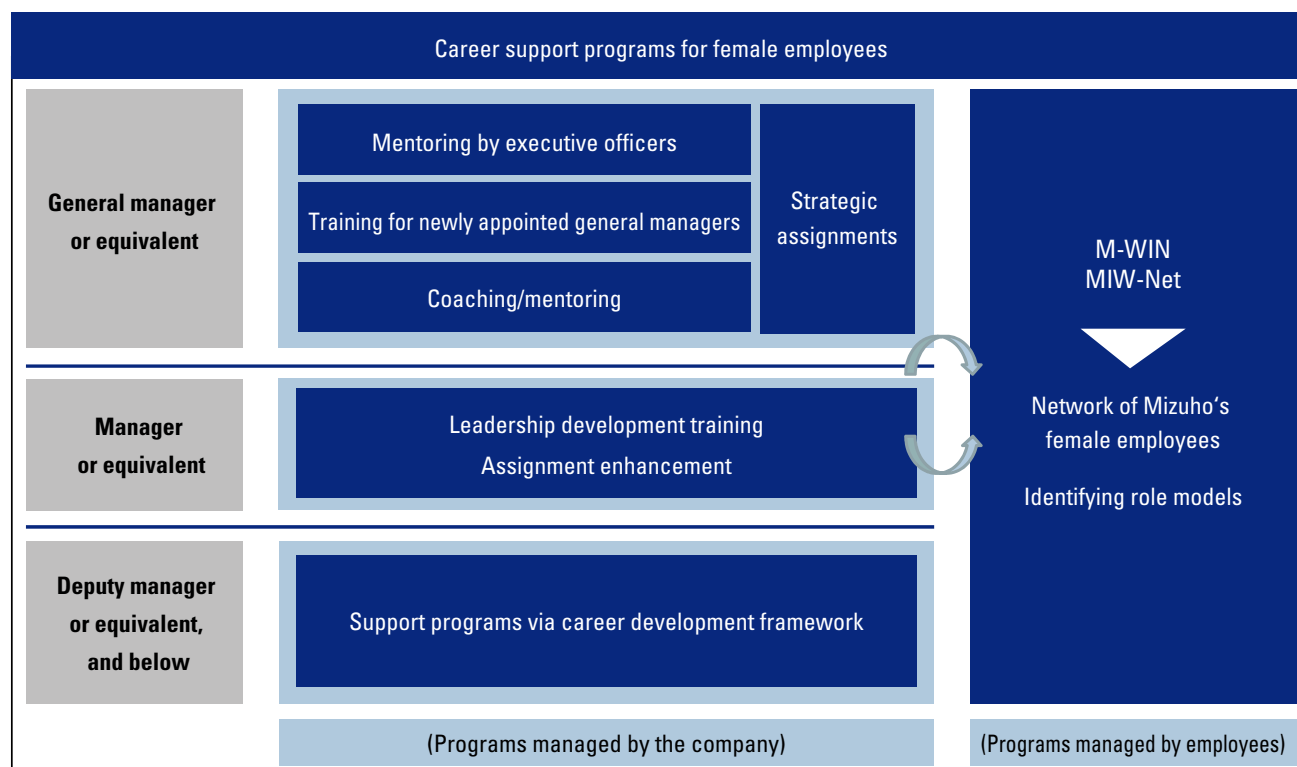 Career support programs for female employees
General manager
or equivalent
Mentoring by executive officers
Training for newly appointed general managers
Coaching/mentoring
Strategic
assignments
Manager
or equivalent
Leadership development training
Assignment enhancement
Deputy manager
or equivalent,
and below
Support programs via career development framework
(Programs managed by the company)
M-WIN
MIW-Net
Network of Mizuho‘s
female employees
Identifying role models
(Programs managed by employees)